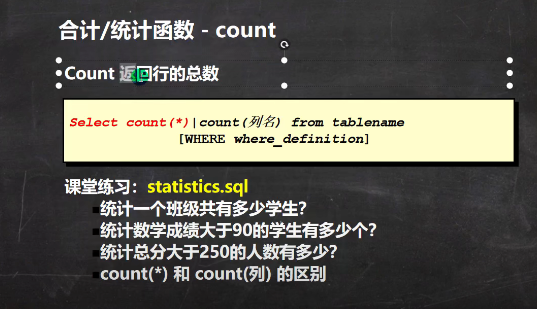 合计/统计函数 - count
Count 返回行的总数
Select count(*)|count(列名) from tablename
[WHERE where_definition]
课堂练习：statistics.sql
统计一个班级共有多少学生?
统计数学成绩大于90的学生有多少个?
统计总分大于250的人数有多少?
count(*) 和 count(列) 的区别